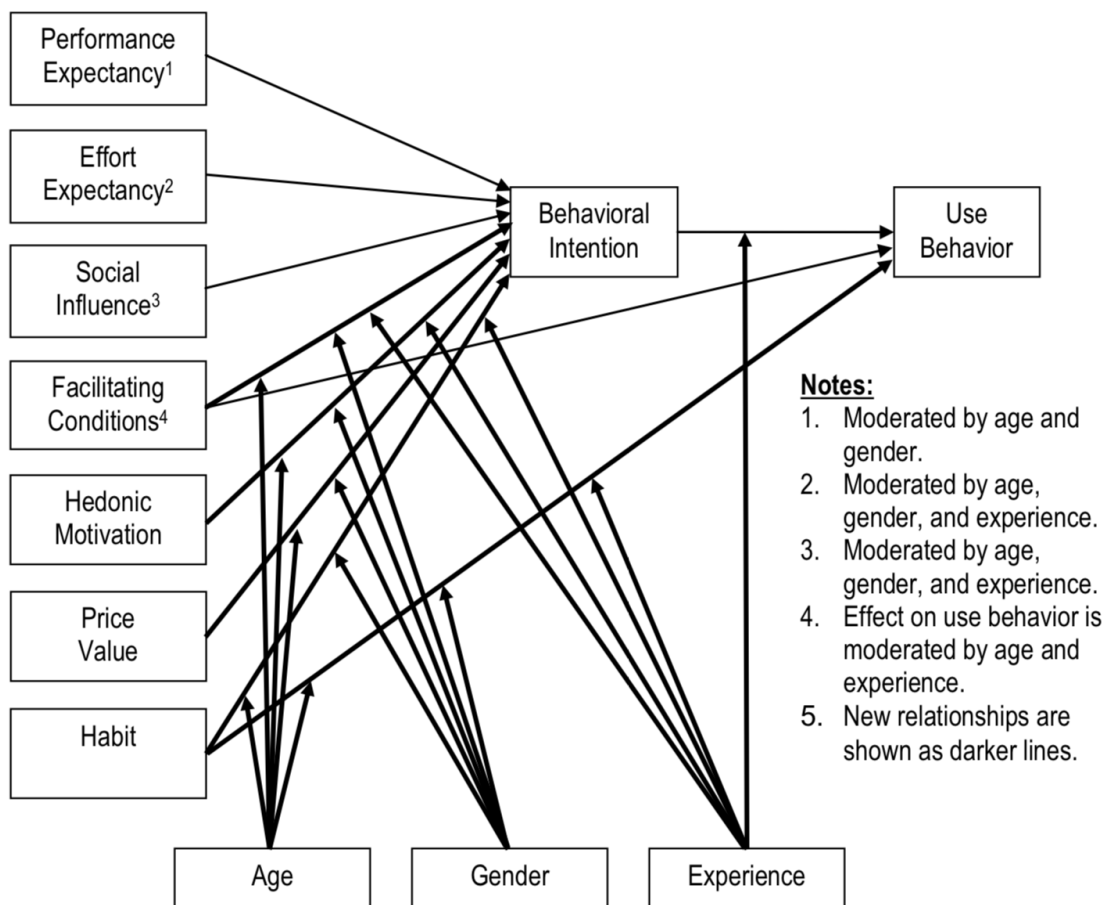 Performance
Expectancy¹
Effort
Expectancy²
Social
Influence³
Facilitating
Conditions⁴
Hedonic
Motivation
Price
Value
Habit
Behavioral
Intention
Use
Behavior
Notes:
1. Moderated by age and
gender.
2. Moderated by age,
gender, and experience.
3. Moderated by age,
gender, and experience.
4. Effect on use behavior is
moderated by age and
experience.
5. New relationships are
shown as darker lines.
Age
Gender
Experience